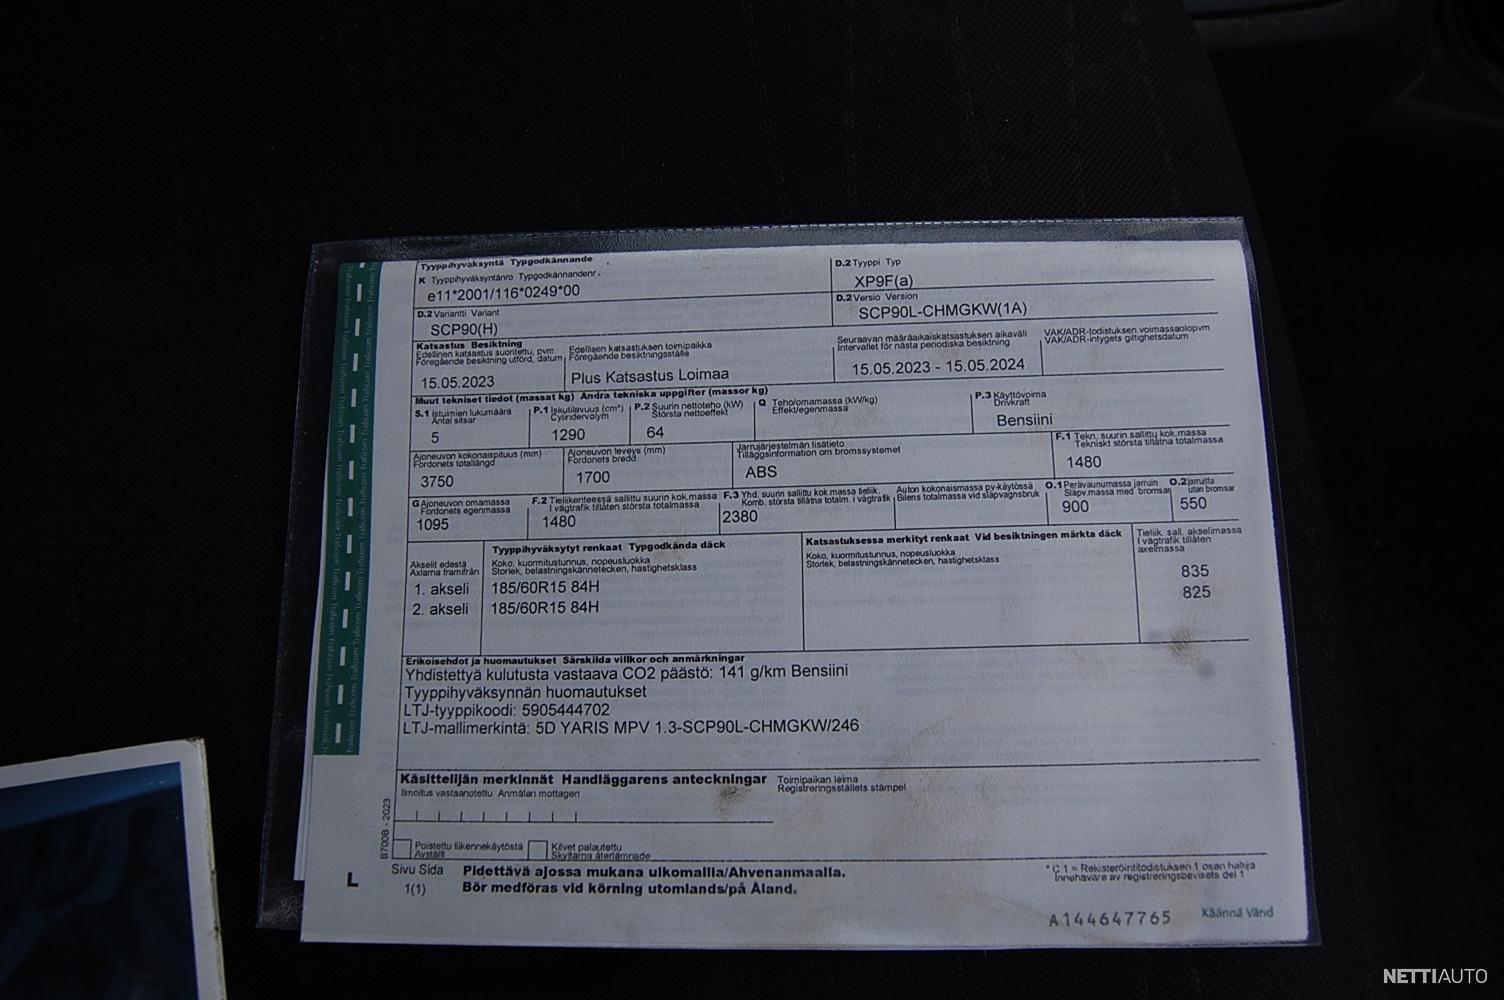 Tyyppihyväksyntä Typgodkännande
K Tyyppihyväksyntänro Typgodkännandenr.
e11*2001/116*0249*00
D.2 Tyyppi Typ
XP9F(a)
D.2 Variantti Variant
SCP90(H)
D.2 Versio Version
SCP90L-CHMGKW(1A)
Katsastus Besiktning
Edellinen katsastus suoritettu, pvm
Föregående besiktning utförd, datum
15.05.2023
Edellisen katsastuksen toimipaikka
Föregående besiktningsställe
Plus Katsastus Loimaa
Seuraavan määräaikaiskatsastuksen aikaväli
Intervallet för nästa periodiska besiktning
15.05.2023 - 15.05.2024
VAK/ADR-todistuksen voimassaolopvm
VAK/ADR-intygets giltighetsdatum
Muut tekniset tiedot (massat kg) Andra tekniska uppgifter (massor kg)
S.1 Istuimien lukumäärä
Antal sitsar
5
P.1 Iskutilavuus (cm³)
Cylindervolym
1290
P.2 Suurin nettoteho (kW)
Största nettoeffekt
64
Q Teho/omamassa (kW/kg)
Effekt/egenmassa
P.3 Käyttövoima
Drivkraft
Bensiini
Ajoneuvon kokonaispituus (mm)
Fordonets totallängd
3750
Ajoneuvon leveys (mm)
Fordonets bredd
1700
Jarrujärjestelmän lisätieto
Tilläggsinformation om bromssystemet
ABS
F.1 Tekn. suurin sallittu kok.massa
Tekniskt största tillåtna totalmassa
1480
G Ajoneuvon omamassa
Fordonets egenmassa
1095
F.2 Tieliikenteessä sallittu suurin kok.massa
I vägtrafik tillåten största totalmassa
1480
F.3 Yhd. suurin sallittu kok.massa tieliik.
Komb. största tillåtna totalm. i vägtrafik
2380
Auton kokonaismassa pv-käytössä
Bilens totalmassa vid släpvagnsbruk
O.1 Perävaunumassa jarruin
Släpv.massa med bromsar
900
O.2 jarruitta
utan bromsar
550
Akselit edestä
Axlarna framifrån
Tyyppihyväksytyt renkaat Typgodkända däck
Koko, kuormitustunnus, nopeusluokka
Storlek, belastningskännetecken, hastighetsklass
Katsastuksessa merkityt renkaat Vid besiktningen märkta däck
Koko, kuormitustunnus, nopeusluokka
Storlek, belastningskännetecken, hastighetsklass
Tieliik. sall. akselimassa
I vägtrafik tillåten
axelmassa
1. akseli 185/60R15 84H 835
2. akseli 185/60R15 84H 825
Erikoisehdot ja huomautukset Särskilda villkor och anmärkningar
Yhdistettyä kulutusta vastaava CO2 päästö: 141 g/km Bensiini
Tyyppihyväksynnän huomautukset
LTJ-tyyppikoodi: 5905444702
LTJ-mallimerkintä: 5D YARIS MPV 1.3-SCP90L-CHMGKW/246
Käsittelijän merkinnät Handläggarens anteckningar
Ilmoitus vastaanotettu Anmälan mottagen
Toimipaikan leima
Registreringsställets stämpel
B700B - 2023
Poistettu liikennekäytöstä
Avställt
Kilvet palautettu
Skyltarna återlämnade
L
Sivu Sida
1(1)
Pidettävä ajossa mukana ulkomailla/Ahvenanmaalla.
Bör medföras vid körning utomlands/på Åland.
* C 1 = Rekisteröintitodistuksen 1 osan haltija
Innehavare av registreringsbevisets del 1
A144647765
Käännä Vänd
NETTIAUTO